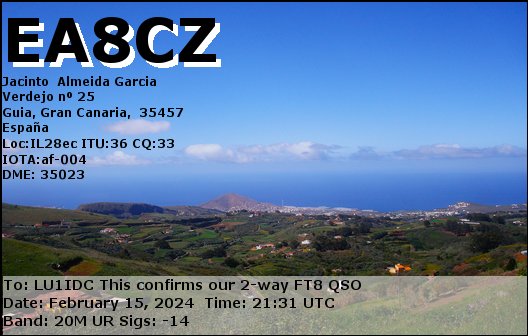 EA8CZ
Jacinto Almeida Garcia
Verdejo nº 25
Guia, Gran Canaria, 35457
España
Loc:IL28ec ITU:36 CQ:33
IOTA:af-004
DME: 35023
To: LU1IDC This confirms our 2-way FT8 QSO
Date: February 15, 2024 Time: 21:31 UTC
Band: 20M UR Sigs: -14